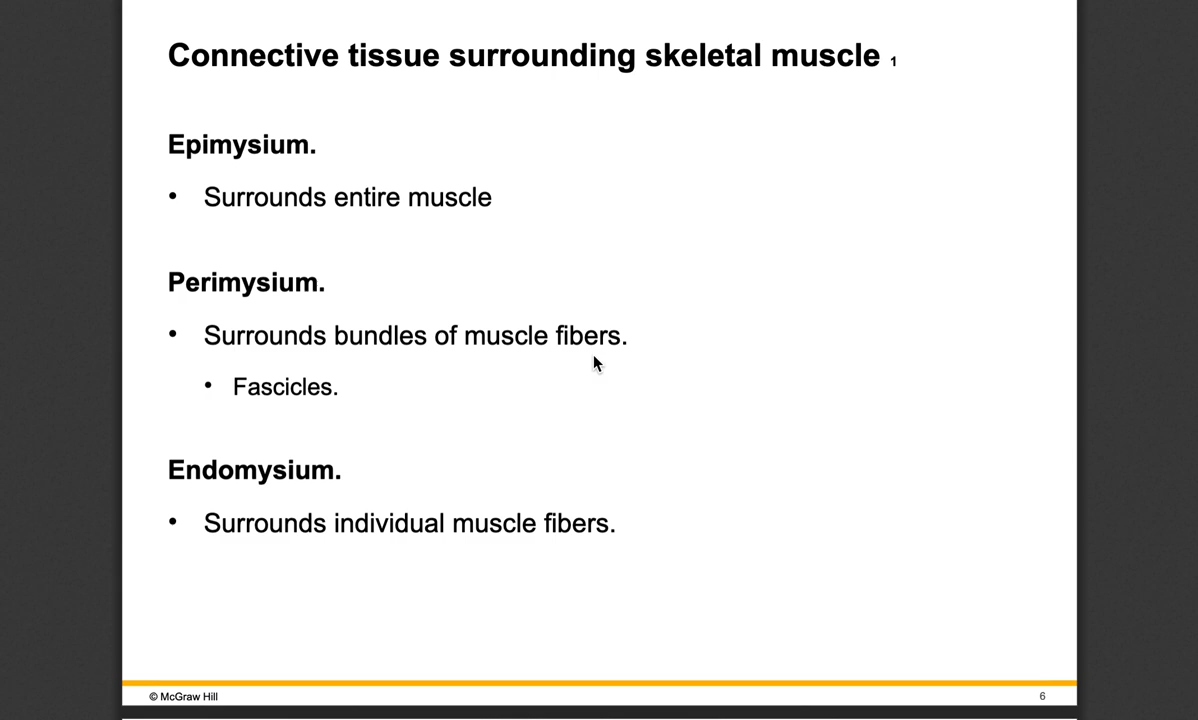 Connective tissue surrounding skeletal muscle 1
Epimysium.
• Surrounds entire muscle
Perimysium.
• Surrounds bundles of muscle fibers.
• Fascicles.
Endomysium.
• Surrounds individual muscle fibers.
© McGraw Hill
6